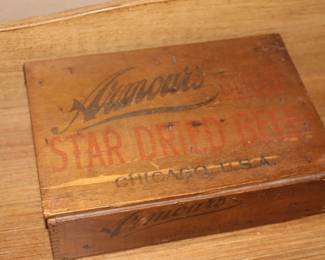 Armour's
STAR DRIED BEEF
CHICAGO, U.S.A.
Armour's